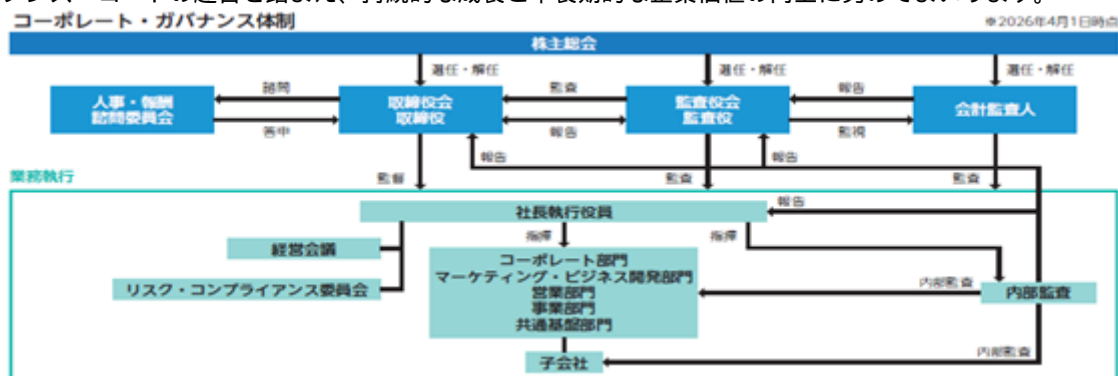 コーポレート・ガバナンス体制
※2026年4月1日時点
株主総会
選任・解任
選任・解任
選任・解任
人事・報酬
諮問委員会
諮問
答申
取締役会
取締役
監査
報告
監査役会
監査役
報告
監視
会計監査人
報告
報告
業務執行
監督
監査
監査
社長執行役員
報告
経営会議
指揮
指揮
リスク・コンプライアンス委員会
コーポレート部門
マーケティング・ビジネス開発部門
営業部門
事業部門
共通基盤部門
内部監査
内部監査
子会社
内部監査